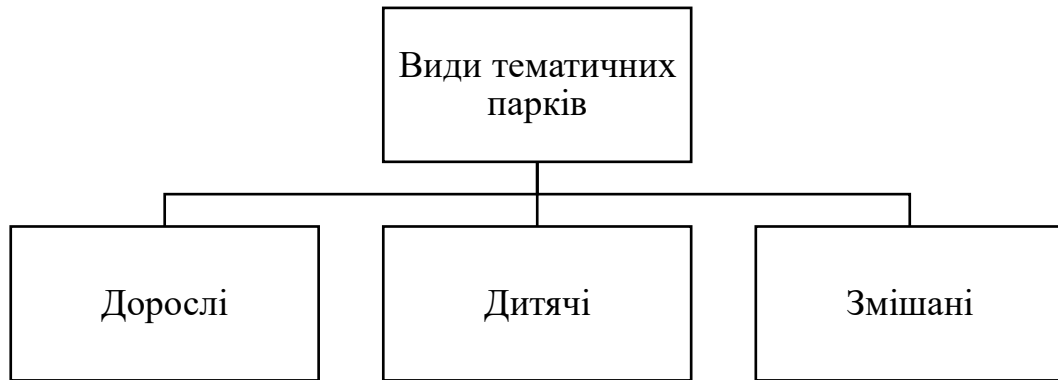 Види тематичних
парків
Дорослі
Дитячі
Змішані